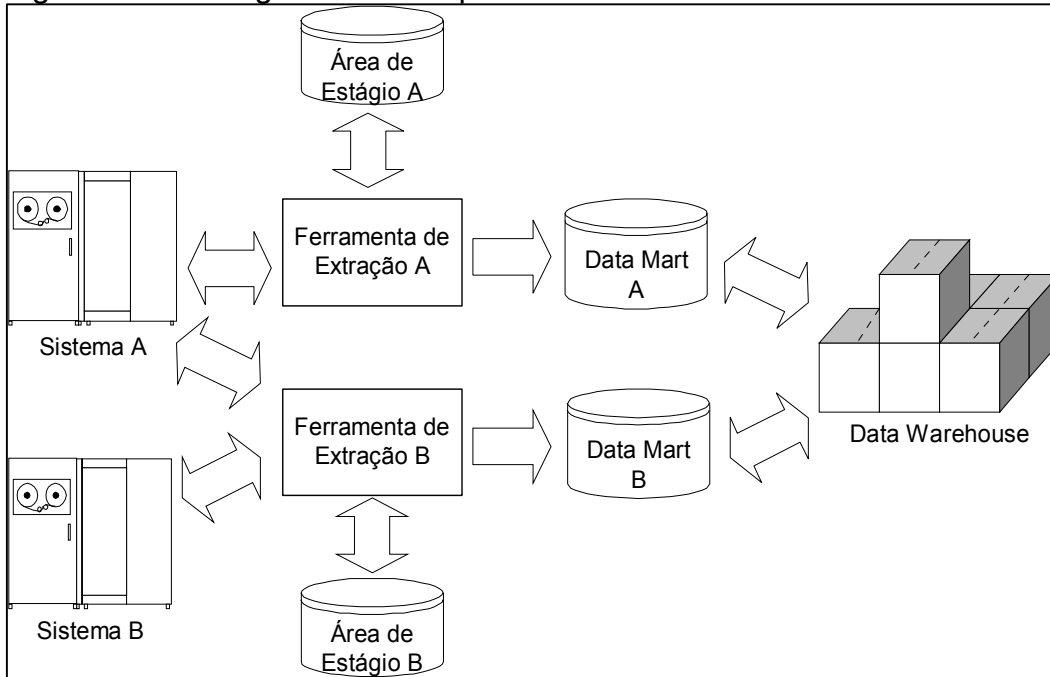 Área de
Estágio A
Ferramenta de
Extração A
Data Mart
A
Sistema A
Ferramenta de
Extração B
Data Mart
B
Data Warehouse
Sistema B
Área de
Estágio B